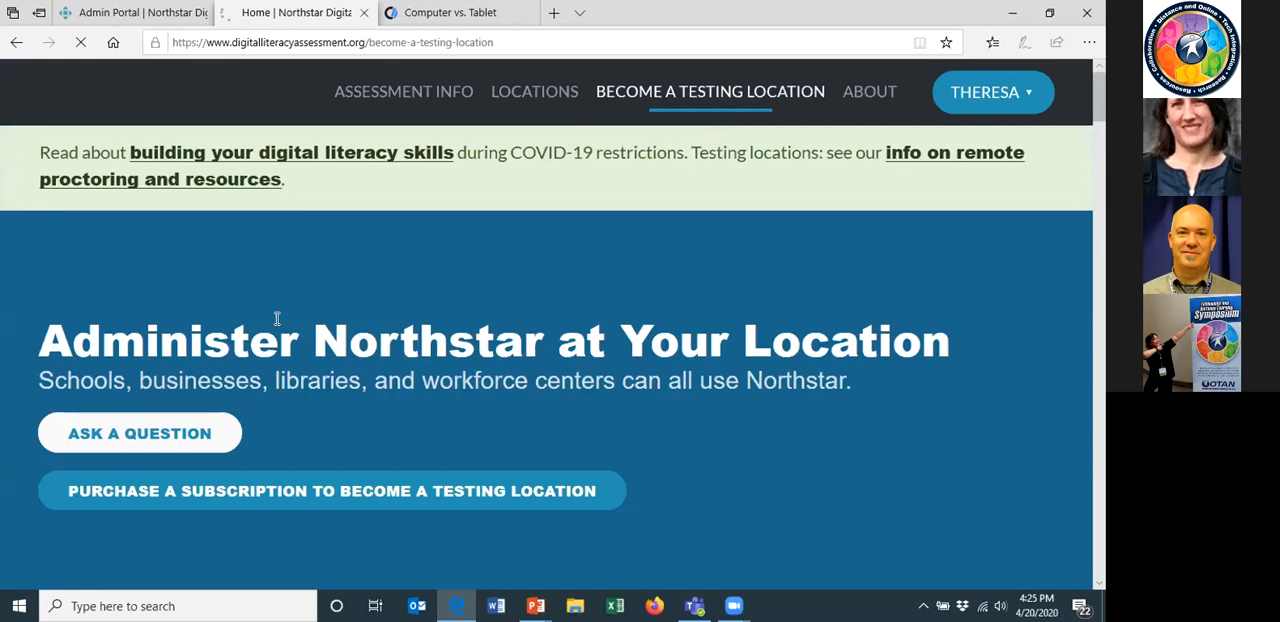 Admin Portal | Northstar Dig
Home | Northstar Digita
Computer vs. Tablet
https://www.digitalliteracyassessment.org/become-a-testing-location
ASSESSMENT INFO LOCATIONS BECOME A TESTING LOCATION ABOUT THERESA
Read about building your digital literacy skills during COVID-19 restrictions. Testing locations: see our info on remote
proctoring and resources.
Administer Northstar at Your Location
Schools, businesses, libraries, and workforce centers can all use Northstar.
ASK A QUESTION
PURCHASE A SUBSCRIPTION TO BECOME A TESTING LOCATION
Type here to search
4:25 PM
4/20/2020
22
Symposium
OTAN